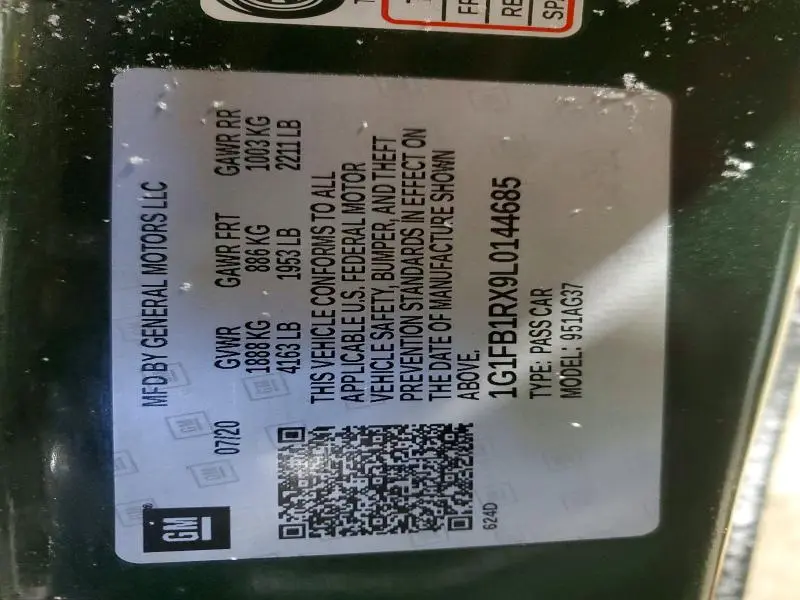 GM
MFD BY GENERAL MOTORS LLC
07/20
GVWR GAWR FRT GAWR RR
1888 KG 886 KG 1003 KG
4163 LB 1953 LB 2211 LB
THIS VEHICLE CONFORMS TO ALL
APPLICABLE U.S. FEDERAL MOTOR
VEHICLE SAFETY, BUMPER, AND THEFT
PREVENTION STANDARDS IN EFFECT ON
THE DATE OF MANUFACTURE SHOWN
ABOVE.
1G1FB1RX9L0144685
TYPE: PASS CAR
MODEL: 951AG37
624D